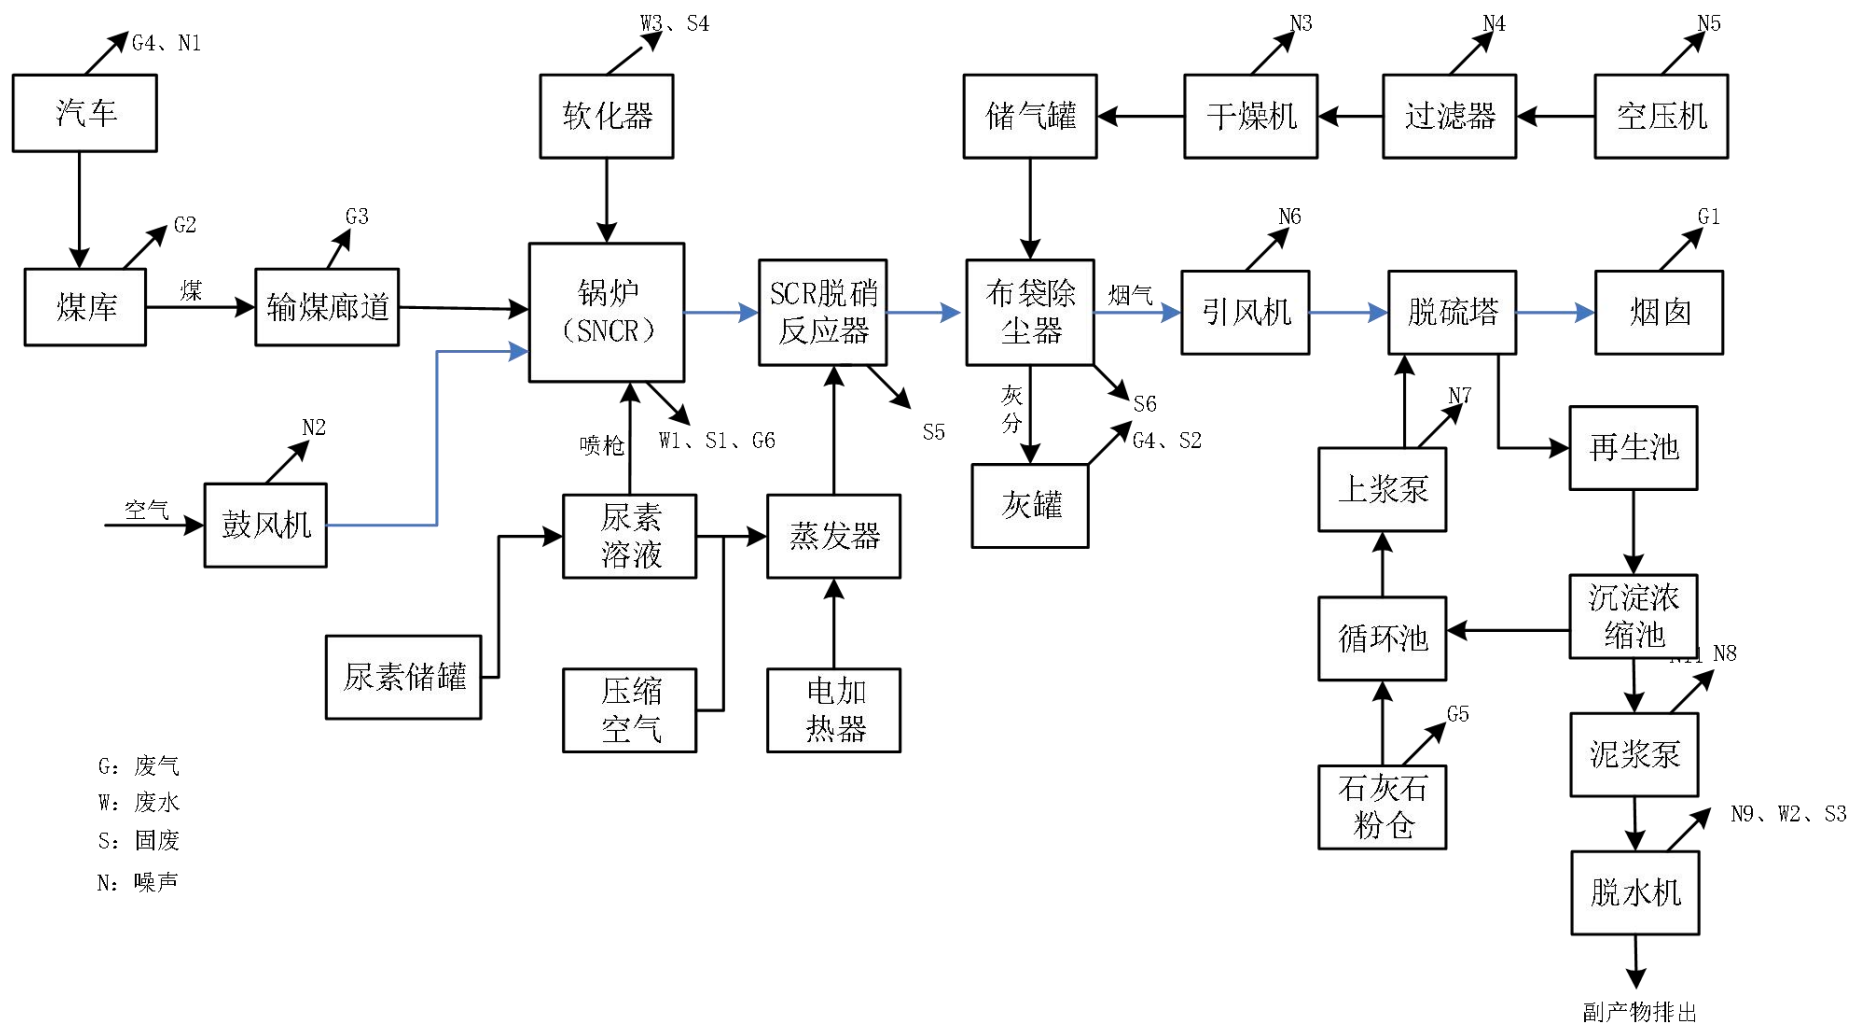 G4、N1
W3、S4
N3
N4
N5
汽车
软化器
储气罐
干燥机
过滤器
空压机
G2
G3
N6
G1
煤库
煤
输煤廊道
锅炉
（SNCR）
SCR脱硝
反应器
布袋除
尘器
烟气
引风机
脱硫塔
烟囱
灰
分
S6
N7
N2
喷枪
W1、S1、G6
S5
G4、S2
再生池
上浆泵
空气
鼓风机
尿素
溶液
蒸发器
灰罐
沉淀浓
缩池
循环池
N8
尿素储罐
压缩
空气
电加
热器
G5
泥浆泵
石灰石
粉仓
G：废气
W：废水
S：固废
N：噪声
N9、W2、S3
脱水机
副产物排出